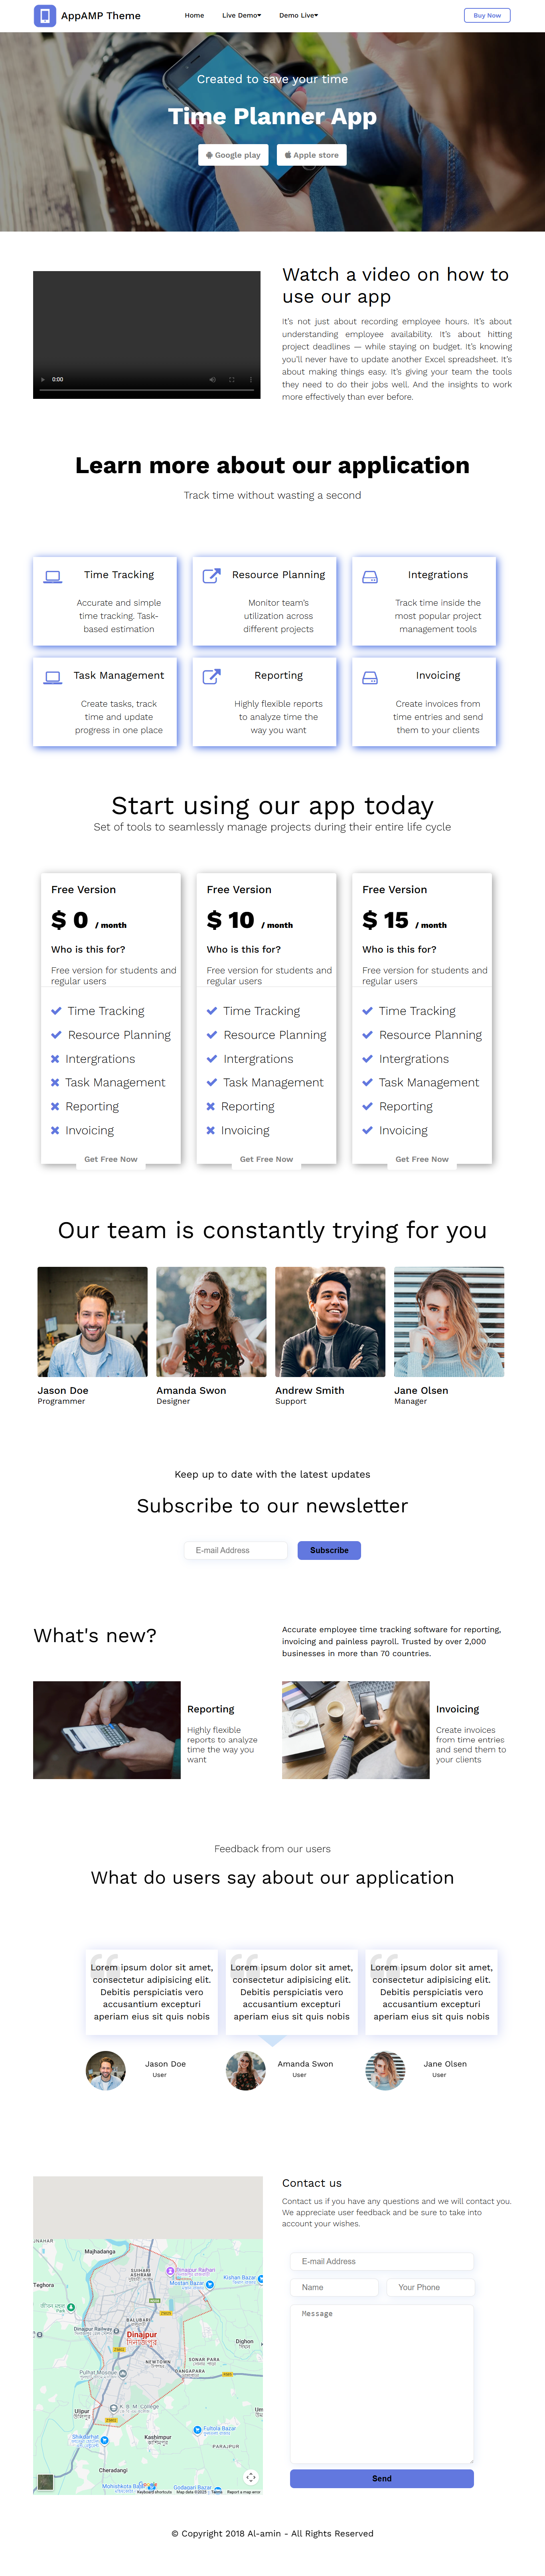 AppAMP Theme
Home
Live Demo
Demo Live
Buy Now
Created to save your time
Time Planner App
Google play
Apple store
0:00
Watch a video on how to
use our app
It's not just about recording employee hours. It's about
understanding employee availability. It's about hitting
project deadlines — while staying on budget. It's knowing
you'll never have to update another Excel spreadsheet. It's
about making things easy. It's giving your team the tools
they need to do their jobs well. And the insights to work
more effectively than ever before.
Learn more about our application
Track time without wasting a second
Time Tracking
Accurate and simple
time tracking. Task-
based estimation
Resource Planning
Monitor team's
utilization across
different projects
Integrations
Track time inside the
most popular project
management tools
Task Management
Create tasks, track
time and update
progress in one place
Reporting
Highly flexible reports
to analyze time the
way you want
Invoicing
Create invoices from
time entries and send
them to your clients
Start using our app today
Set of tools to seamlessly manage projects during their entire life cycle
Free Version
$ 0 / month
Who is this for?
Free version for students and
regular users
Time Tracking
Resource Planning
Intergrations
Task Management
Reporting
Invoicing
Get Free Now
Free Version
$ 10 / month
Who is this for?
Free version for students and
regular users
Time Tracking
Resource Planning
Intergrations
Task Management
Reporting
Invoicing
Get Free Now
Free Version
$ 15 / month
Who is this for?
Free version for students and
regular users
Time Tracking
Resource Planning
Intergrations
Task Management
Reporting
Invoicing
Get Free Now
Our team is constantly trying for you
Jason Doe
Programmer
Amanda Swon
Designer
Andrew Smith
Support
Jane Olsen
Manager
Keep up to date with the latest updates
Subscribe to our newsletter
E-mail Address
Subscribe
What's new?
Accurate employee time tracking software for reporting,
invoicing and painless payroll. Trusted by over 2,000
businesses in more than 70 countries.
Reporting
Highly flexible
reports to analyze
time the way you
want
Invoicing
Create invoices
from time entries
and send them to
your clients
Feedback from our users
What do users say about our application
Lorem ipsum dolor sit amet,
consectetur adipisicing elit.
Debitis perspiciatis vero
accusantium excepturi
aperiam eius sit quis nobis
Jason Doe
User
Lorem ipsum dolor sit amet,
consectetur adipisicing elit.
Debitis perspiciatis vero
accusantium excepturi
aperiam eius sit quis nobis
Amanda Swon
User
Lorem ipsum dolor sit amet,
consectetur adipisicing elit.
Debitis perspiciatis vero
accusantium excepturi
aperiam eius sit quis nobis
Jane Olsen
User
Majhadanga
SUIHARI
ASHRAM
Dhinajpur Rajbari
Mostan Bazar
Kishan Bazar
Teghora
Park
BALUBARI
Dinajpur Railway
Dinajpur
দিনাজপুর
Dighon
SONAR PARA
NEWTOWN
DANGAPARA
Pulhat Mosque
K. B. M. College
Ulipur
Kashimpur
Fultola Bazar
PARAJPUR
Cheradangi
Mohishkote
Godapari Bazar
Keyboard shortcuts
Map data ©2025
Terms
Report a map error
Contact us
Contact us if you have any questions and we will contact you.
We appreciate user feedback and be sure to take into
account your wishes.
E-mail Address
Name
Your Phone
Message
Send
© Copyright 2018 Al-amin - All Rights Reserved